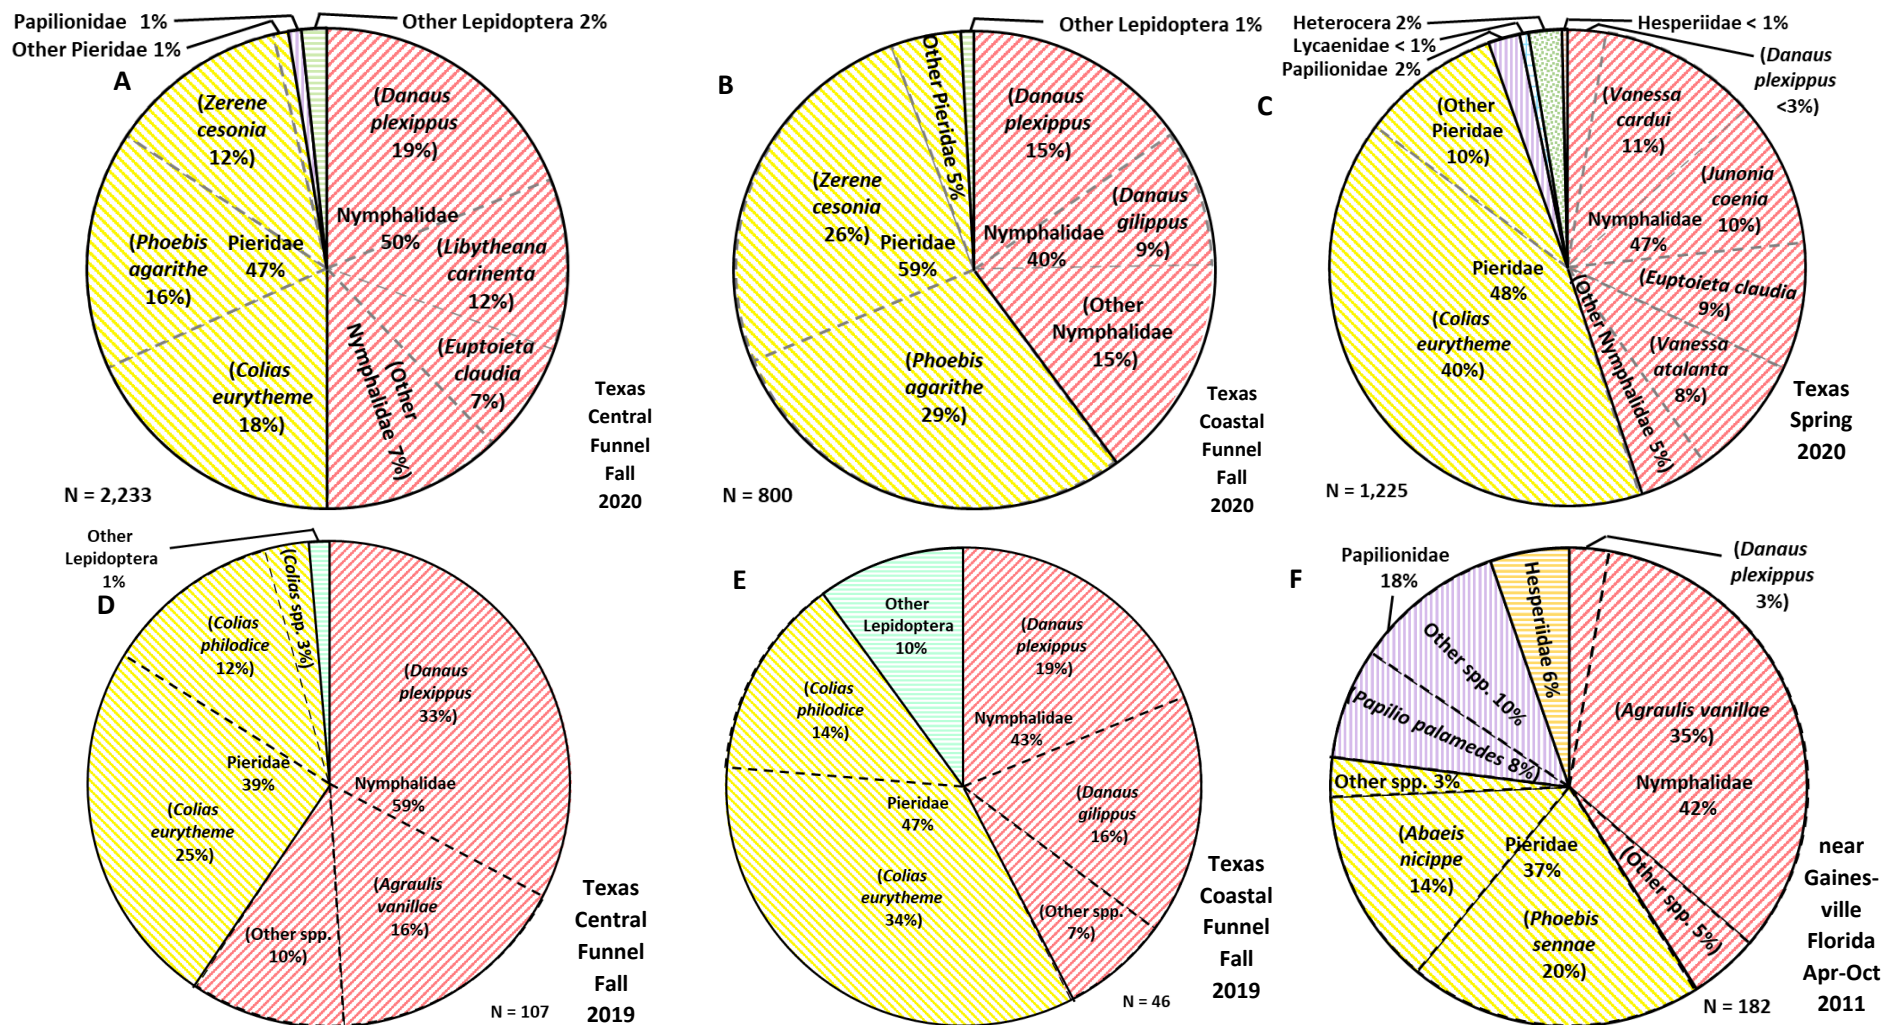 Papilionidae 1%
Other Pieridae 1%
Other Lepidoptera 2%
A
(Zerene
cesonia
12%)
(Danaus
plexippus
19%)
Nymphalidae
50%
(Phoebis
agarithe
16%)
Pieridae
47%
(Libytheana
carinenta
12%)
(Colias
eurytheme
18%)
(Other
Nymphalidae 7%)
(Euptoieta
claudia
7%)
Texas
Central
Funnel
Fall
2020
N = 2,233
Other Lepidoptera 1%
B
Other Pieridae 5%
(Danaus
plexippus
15%)
(Zerene
cesonia
26%)
Pieridae
59%
Nymphalidae
40%
(Danaus
gilippus
9%)
(Other
Nymphalidae
15%)
(Phoebis
agarithe
29%)
Texas
Coastal
Funnel
Fall
2020
N = 800
Heterocera 2%
Lycaenidae < 1%
Papilionidae 2%
Hesperiidae < 1%
(Danaus
plexippus
<3%)
C
(Other
Pieridae
10%)
(Vanessa
cardui
11%)
(Junonia
coenia
10%)
Nymphalidae
47%
Pieridae
48%
(Euptoieta claudia
9%)
(Colias
eurytheme
40%)
(Other Nymphalidae 5%)
(Vanessa
atalanta
8%)
Texas
Spring
2020
N = 1,225
Other
Lepidoptera
1%
D
(Colias
philodice
12%)
(Colias spp. 3%)
(Danaus
plexippus
33%)
Pieridae
39%
Nymphalidae
59%
(Colias
eurytheme
25%)
(Agraulis
vanillae
16%)
(Other spp.
10%)
Texas
Central
Funnel
Fall
2019
N = 107
E
Other
Lepidoptera
10%
(Danaus
plexippus
19%)
(Colias
philodice
14%)
Nymphalidae
43%
Pieridae
47%
(Danaus
gilippus
16%)
(Colias
eurytheme
34%)
(Other spp.
7%)
Texas
Coastal
Funnel
Fall
2019
N = 46
F
Papilionidae
18%
Hesperiidae 6%
(Danaus
plexippus
3%)
Other spp. 10%
(Papilio palamedes 8%)
(Agraulis vanillae
35%)
Other spp. 3%
Nymphalidae
42%
(Abaeis
nicippe
14%)
Pieridae
37%
(Other spp. 5%)
(Phoebis
sennae
20%)
near
Gaines-
ville
Florida
Apr-Oct
2011
N = 182